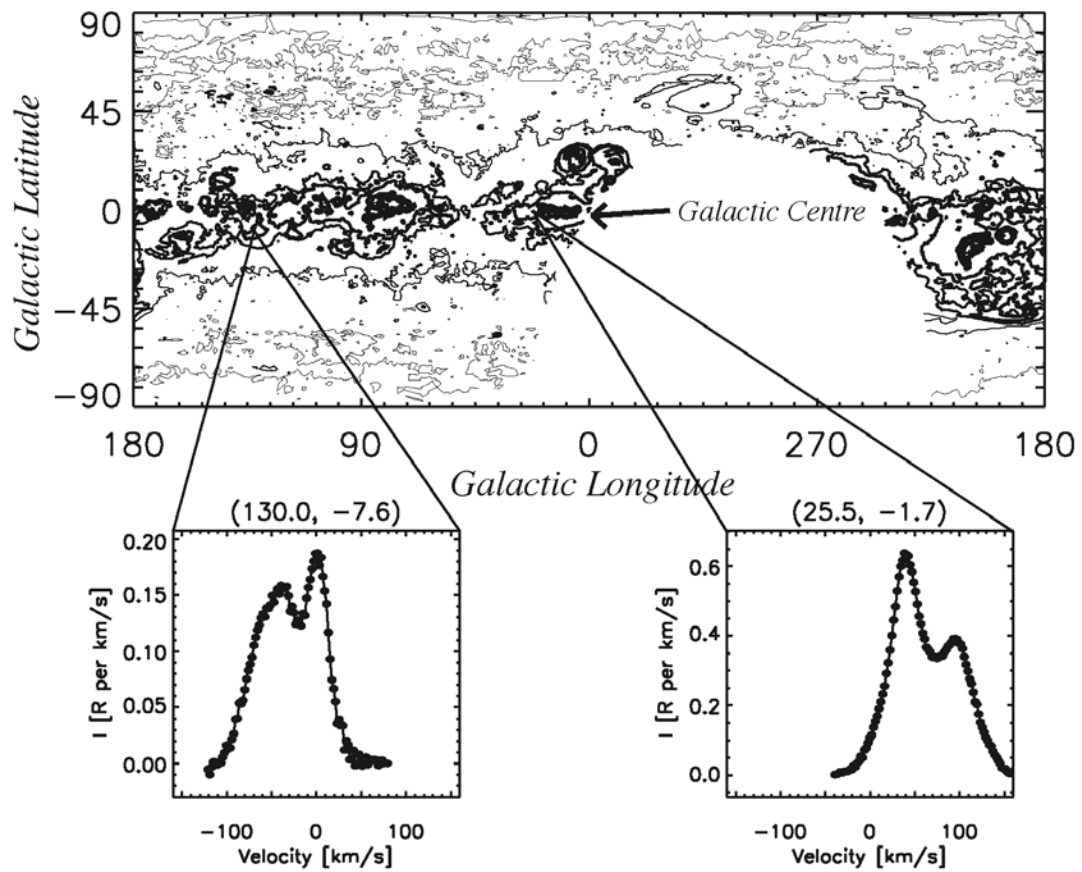 90
45
0
−45
−90
Galactic Latitude
Galactic Centre
180 90 0 270 180
Galactic Longitude
(130.0, −7.6)
0.20
0.15
0.10
0.05
0.00
I [R per km/s]
−100 0 100
Velocity [km/s]
(25.5, −1.7)
0.6
0.4
0.2
0.0
I [R per km/s]
−100 0 100
Velocity [km/s]